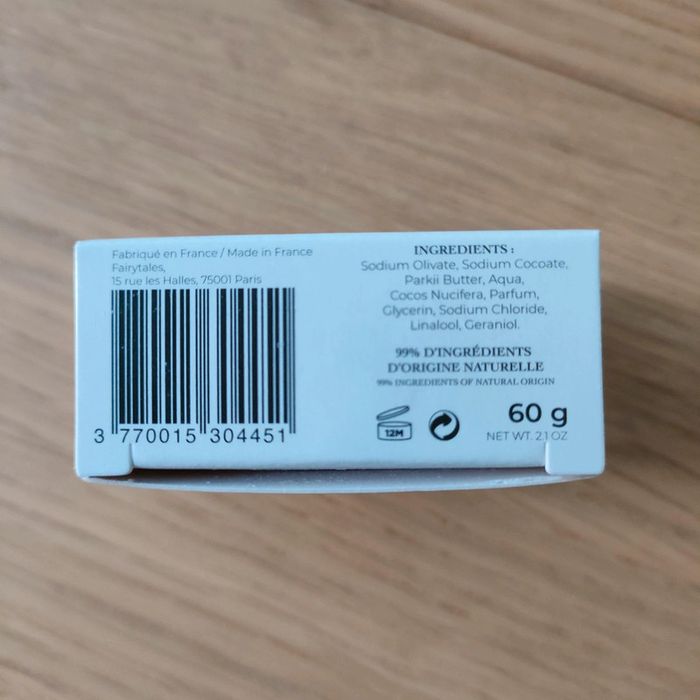 Fabriqué en France / Made in France
Fairytales,
15 rue les Halles, 75001 Paris
3 770015 304451
INGREDIENTS :
Sodium Olivate, Sodium Cocoate,
Parkii Butter, Aqua,
Cocos Nucifera, Parfum,
Glycerin, Sodium Chloride,
Linalool, Geraniol.
99% D'INGRÉDIENTS
D'ORIGINE NATURELLE
99% INGREDIENTS OF NATURAL ORIGIN
12M
60 g
NET WT. 2.1 OZ